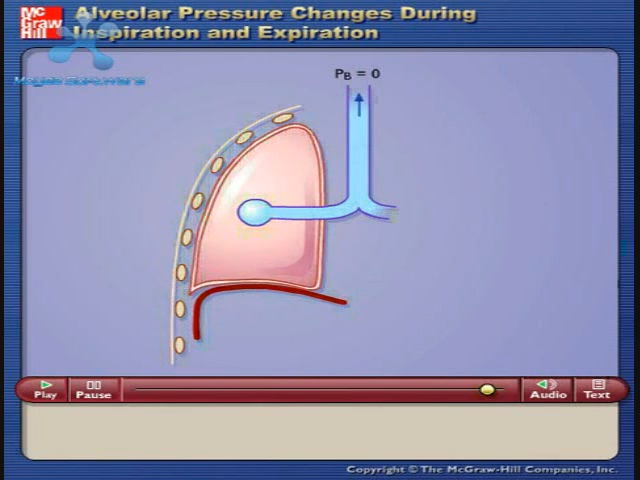 Mc
Graw
Hill
Alveolar Pressure Changes During
Inspiration and Expiration
PB = 0
Play
Pause
Audio
Text
Copyright © The McGraw-Hill Companies, Inc.